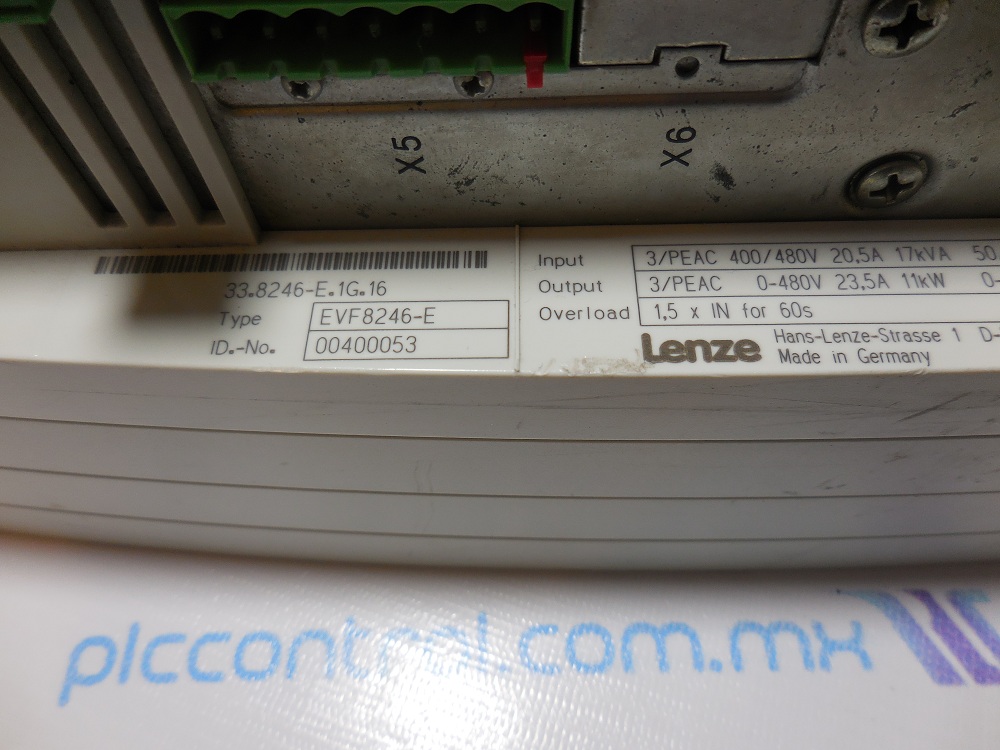 X5
X6
33.8246-E.1G.16
Type EVF8246-E
ID.-No. 00400053
Input 3/PEAC 400/480V 20,5A 17kVA 50
Output 3/PEAC 0-480V 23,5A 11kW 0-
Overload 1,5 x IN for 60s
Lenze Hans-Lenze-Strasse 1 D-
Made in Germany
plccontrol.com.mx